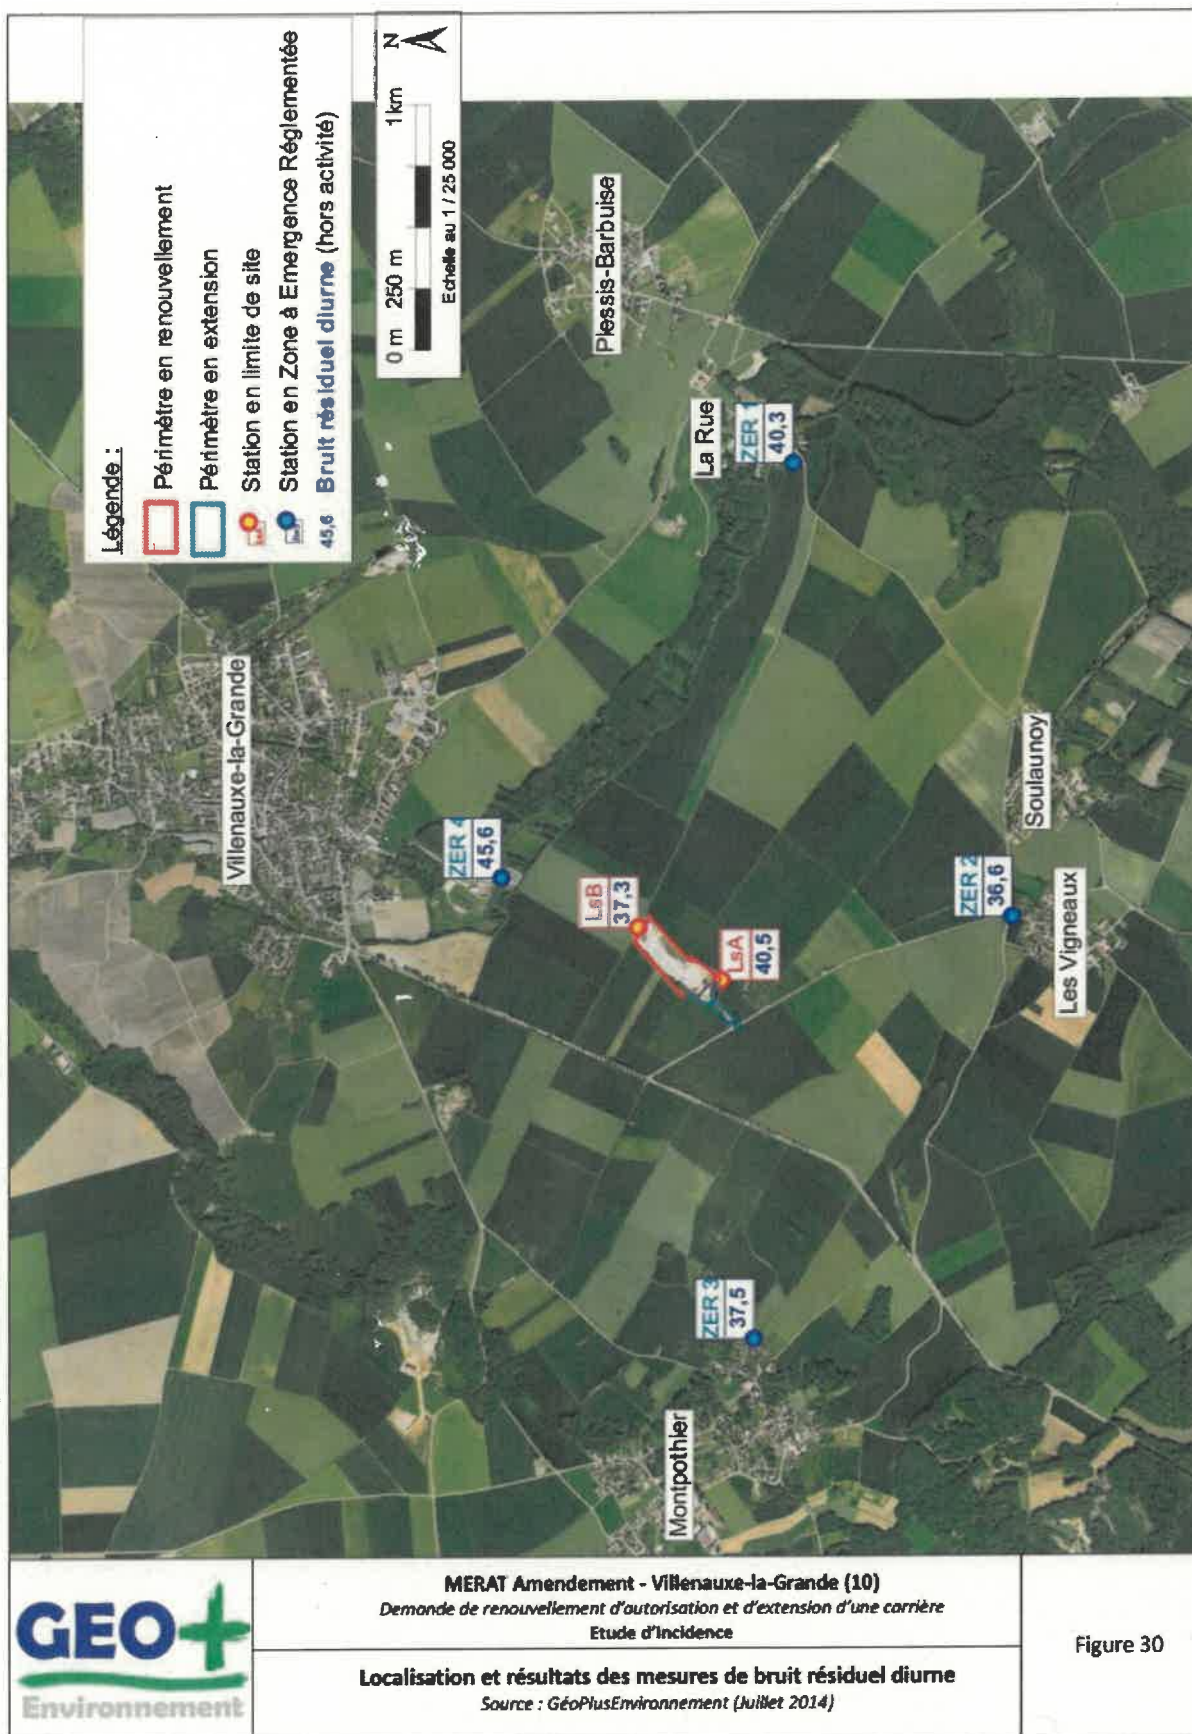 Légende :
Périmètre en renouvellement
Périmètre en extension
Station en limite de site
Station en Zone à Emergence Réglementée
45,6 Bruit résiduel diurne (hors activité)
N
0 m 250 m 1km
Echelle au 1 / 25 000
Villenauxe-la-Grande
Plessis-Barbuise
La Rue
ZER 1
40,3
ZER 4
45,6
LsB
37,3
LsA
40,5
ZER 2
36,6
Soulaunoy
Les Vigneaux
ZER 3
37,5
Montpothier
GEO+
Environnement
MERAT Amendement - Villenauxe-la-Grande (10)
Demande de renouvellement d'autorisation et d'extension d'une carrière
Etude d'Incidence
Localisation et résultats des mesures de bruit résiduel diurne
Source : GéoPlusEnvironnement (Juillet 2014)
Figure 30